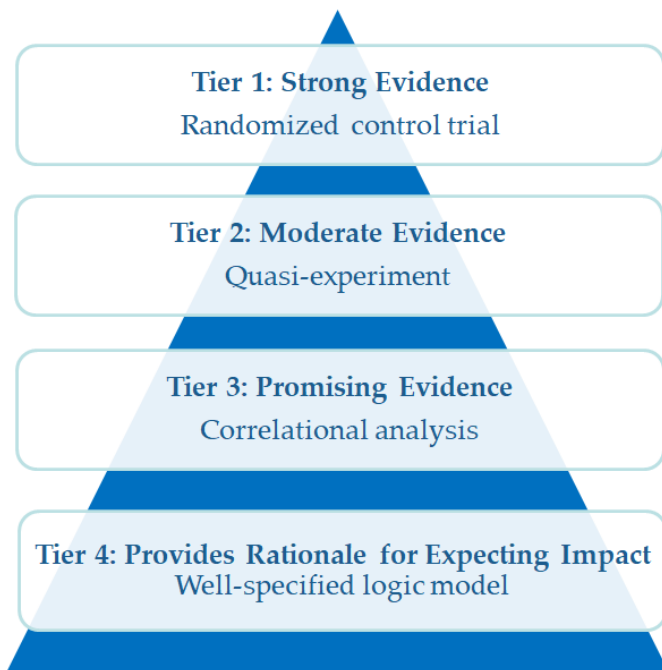 Tier 1: Strong Evidence
Randomized control trial
Tier 2: Moderate Evidence
Quasi-experiment
Tier 3: Promising Evidence
Correlational analysis
Tier 4: Provides Rationale for Expecting Impact
Well-specified logic model